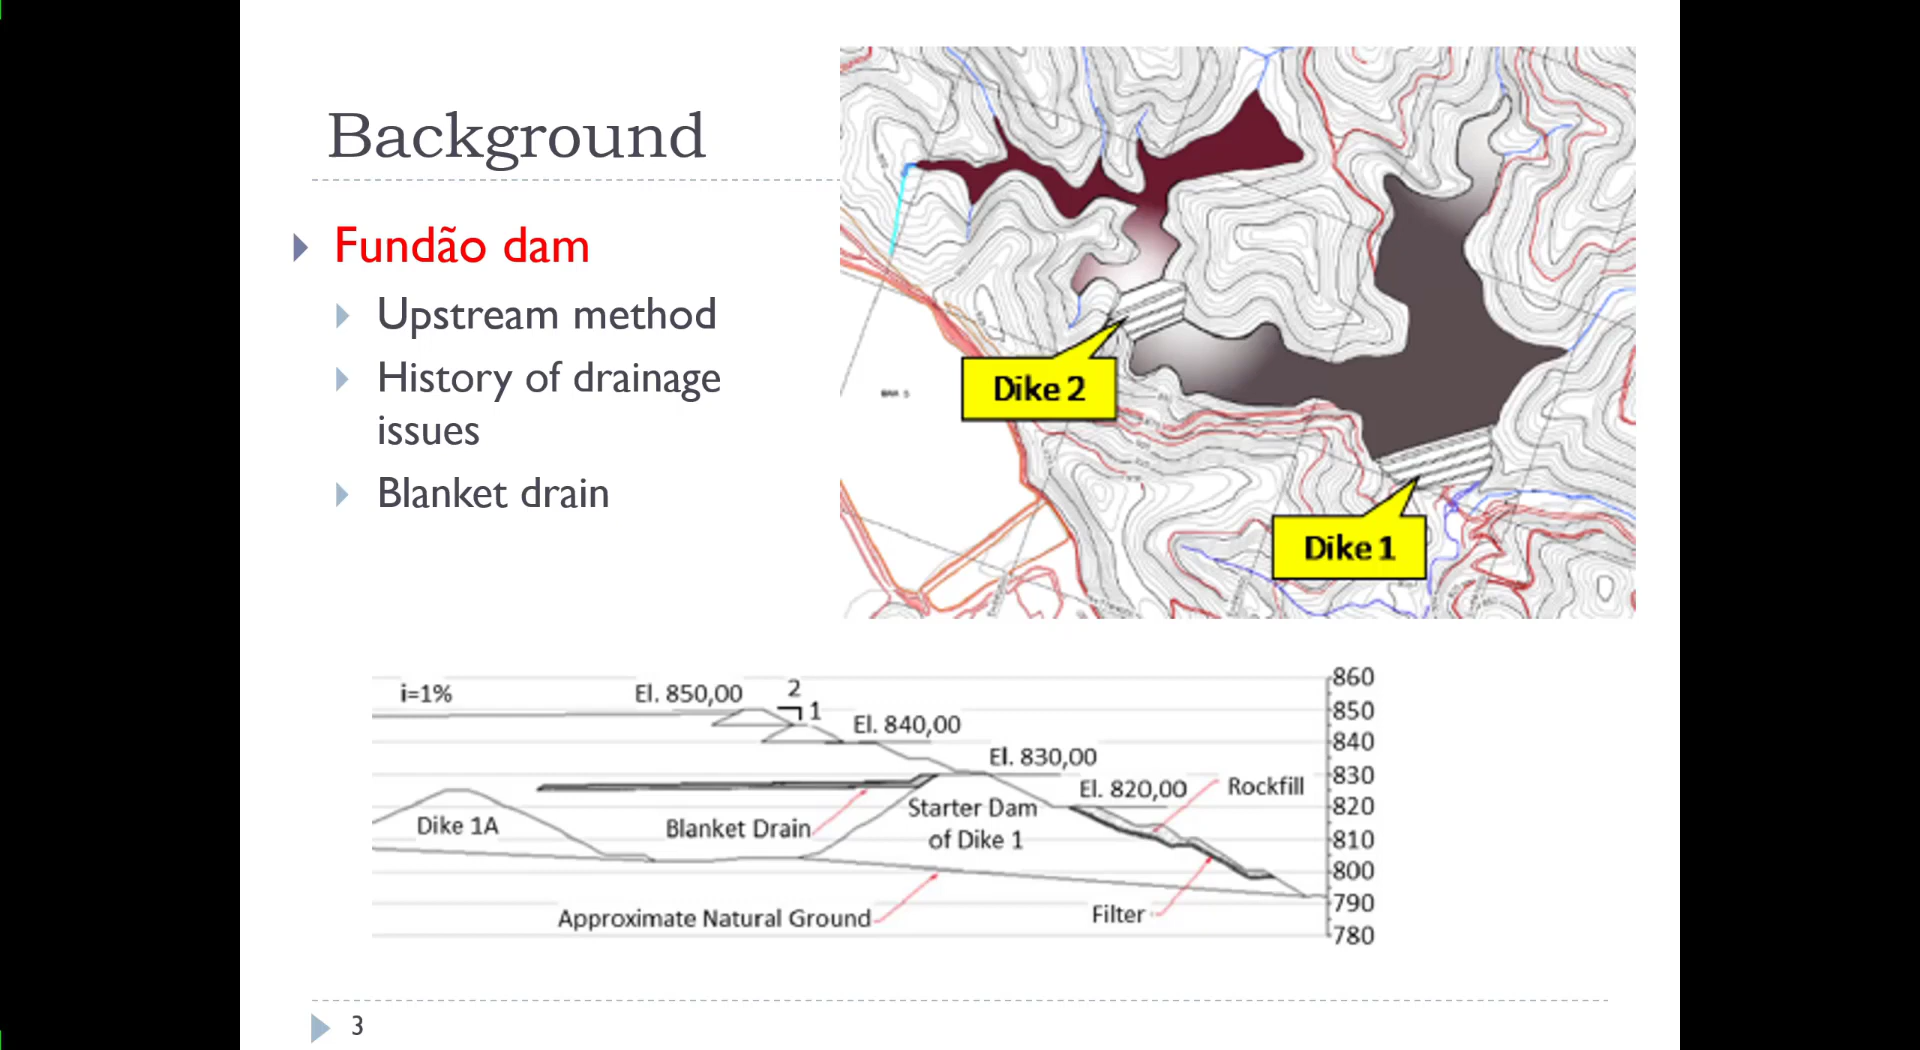 Background
Fundão dam
Upstream method
History of drainage
issues
Blanket drain
Dike 2
Dike 1
i=1%
El. 850,00
2
1
El. 840,00
El. 830,00
El. 820,00
Rockfill
Dike 1A
Blanket Drain
Starter Dam
of Dike 1
Approximate Natural Ground
Filter
860
850
840
830
820
810
800
790
780
3